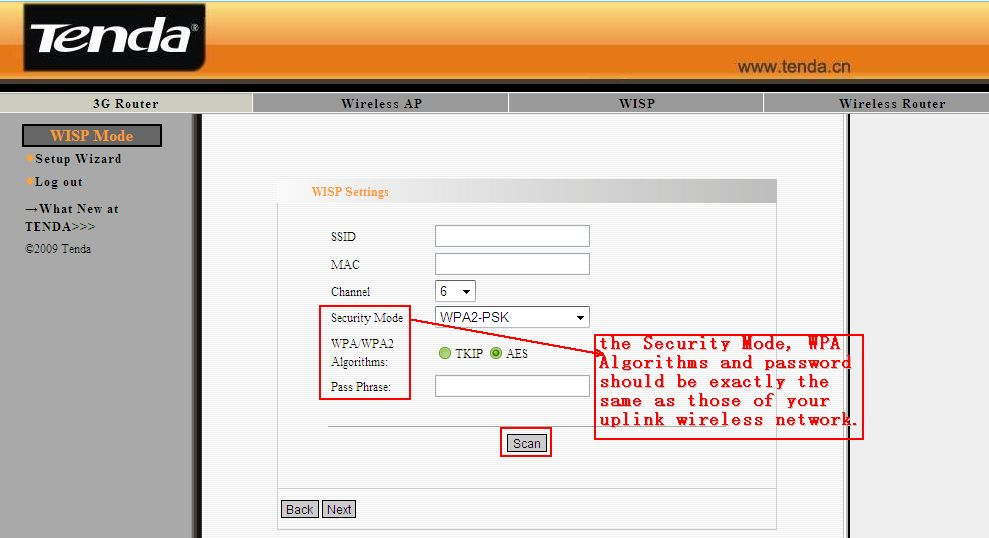 Tenda®
www.tenda.cn
3G Router
Wireless AP
WISP
Wireless Router
WISP Mode
Setup Wizard
Log out
→What New at
TENDA>>>
©2009 Tenda
WISP Settings
SSID
MAC
Channel
6
Security Mode
WPA2-PSK
WPA/WPA2
Algorithms:
TKIP AES
Pass Phrase:
the Security Mode, WPA
Algorithms and password
should be exactly the
same as those of your
uplink wireless network.
Scan
Back Next